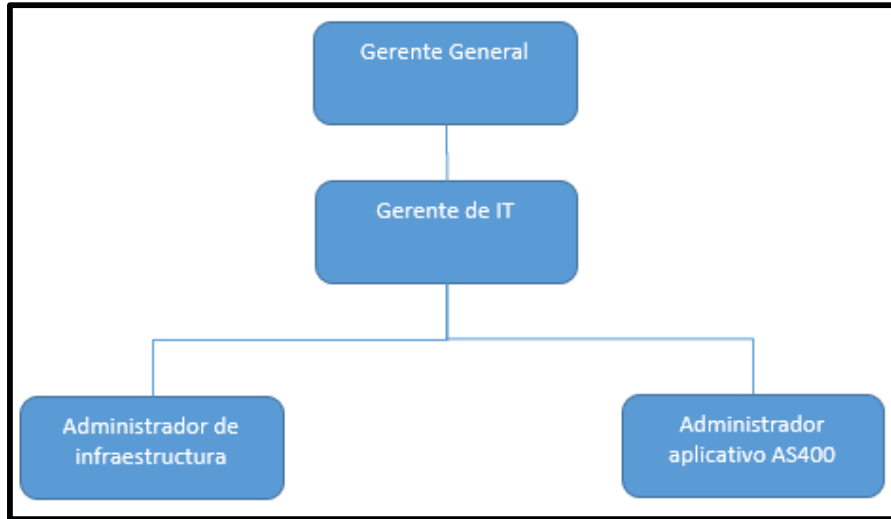 Gerente General
Gerente de IT
Administrador de
infraestructura
Administrador
aplicativo AS400